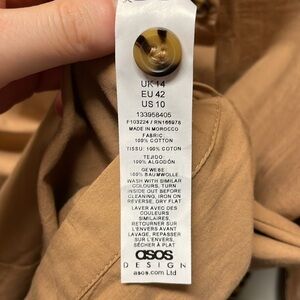 UK 14
EU 42
US 10
133958405
F103224 / RN166978
MADE IN MOROCCO
FABRIC
100% COTTON
TISSU: 100% COTON
TEJIDO
100% ALGODÓN
GEWEBE
100% BAUMWOLLE
WASH WITH SIMILAR
COLOURS, TURN
INSIDE OUT BEFORE
CLEANING, IRON ON
REVERSE, DRY FLAT
LAVER AVEC DES
COULEURS
SIMILAIRES,
RETOURNER SUR
L'ENVERS AVANT
LAVAGE, REPASSER
SUR L'ENVERS,
SÉCHER À PLAT
asos
DESIGN
asos.com Ltd